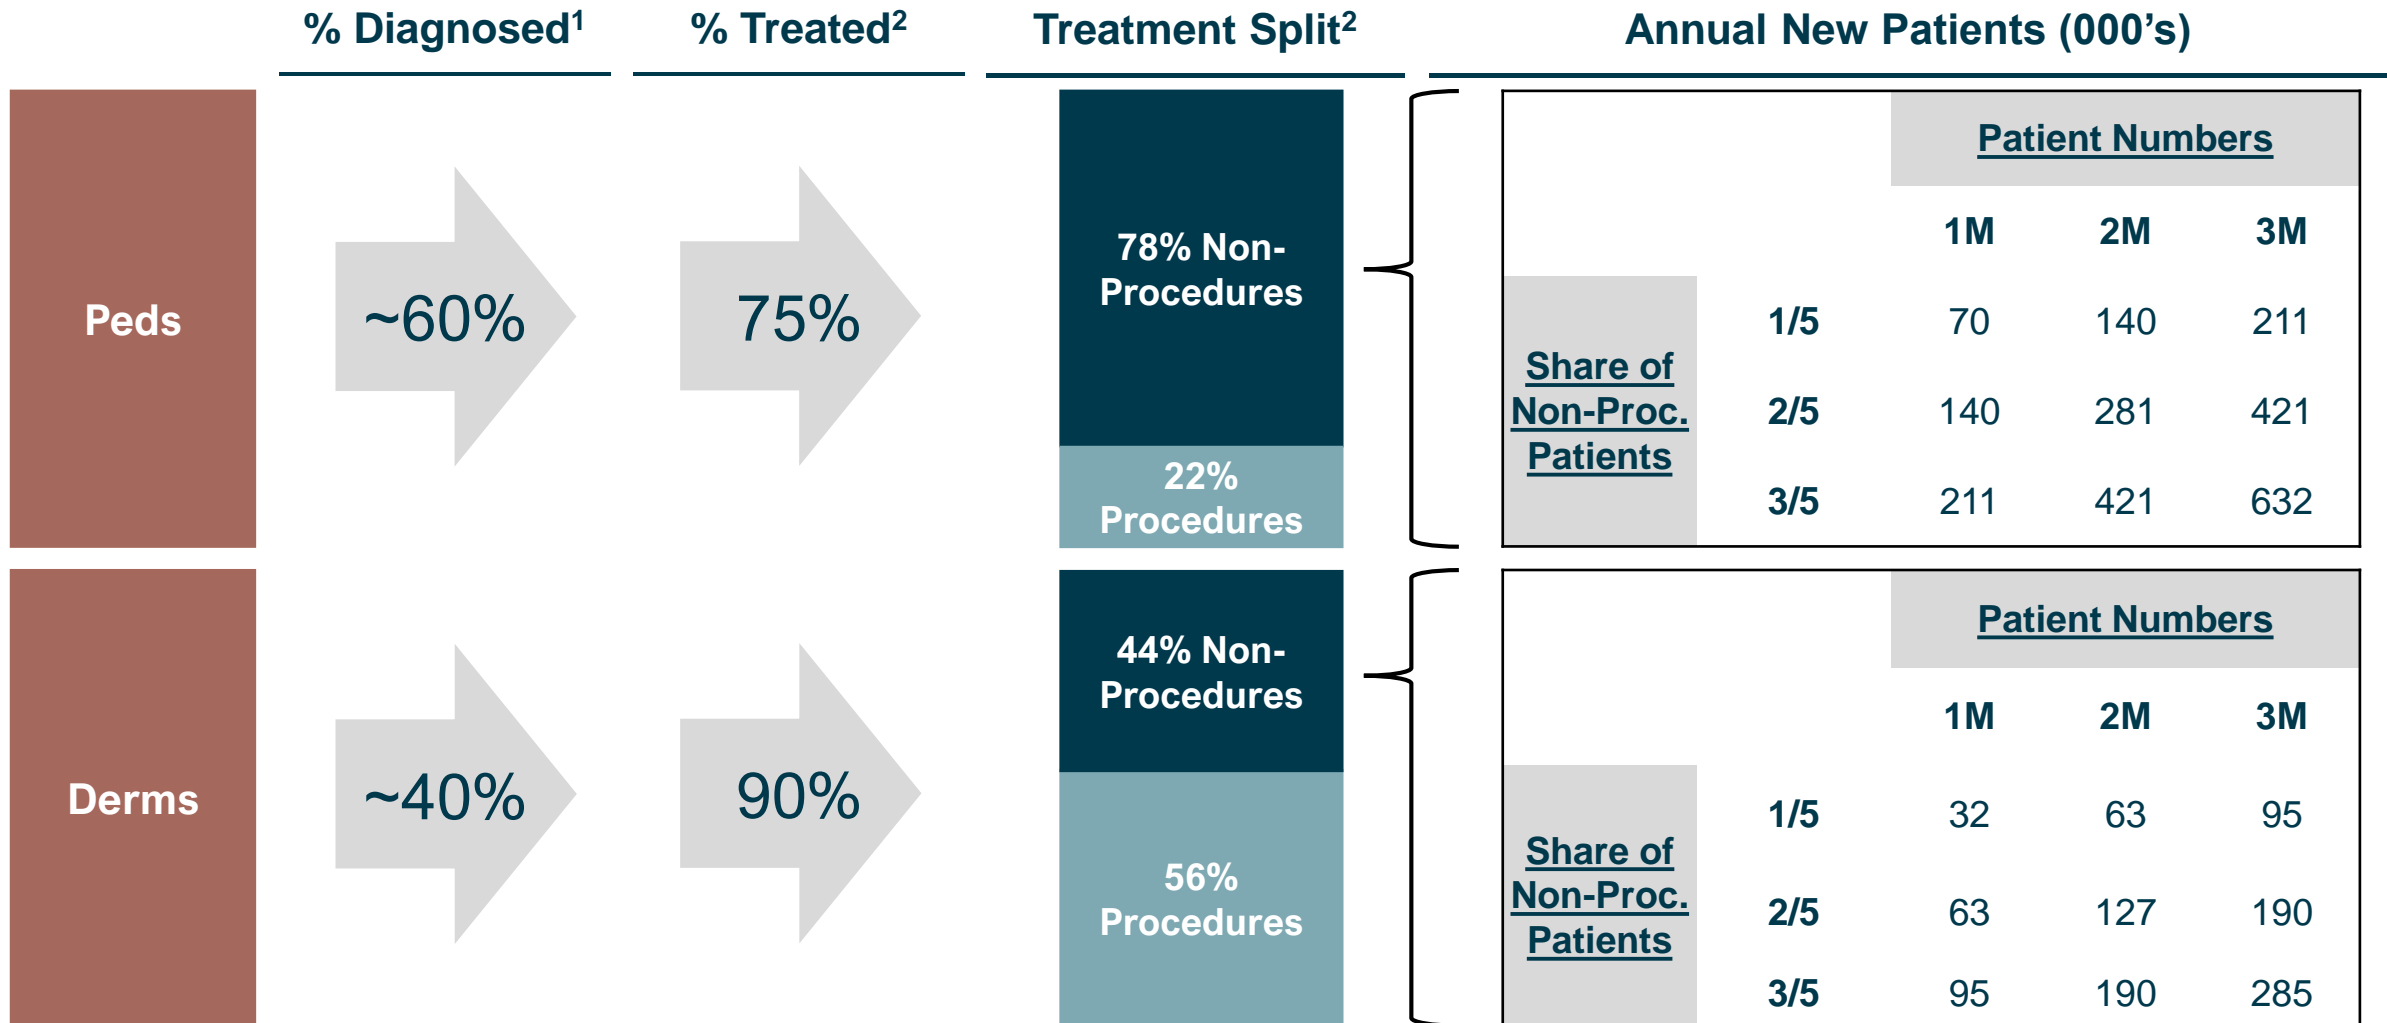 % Diagnosed¹ % Treated² Treatment Split² Annual New Patients (000’s)
Peds
~60%
75%
78% Non-
Procedures
22%
Procedures
Patient Numbers
1M 2M 3M
Share of
Non-Proc.
Patients
1/5 70 140 211
2/5 140 281 421
3/5 211 421 632
Derms
~40%
90%
44% Non-
Procedures
56%
Procedures
Patient Numbers
1M 2M 3M
Share of
Non-Proc.
Patients
1/5 32 63 95
2/5 63 127 190
3/5 95 190 285